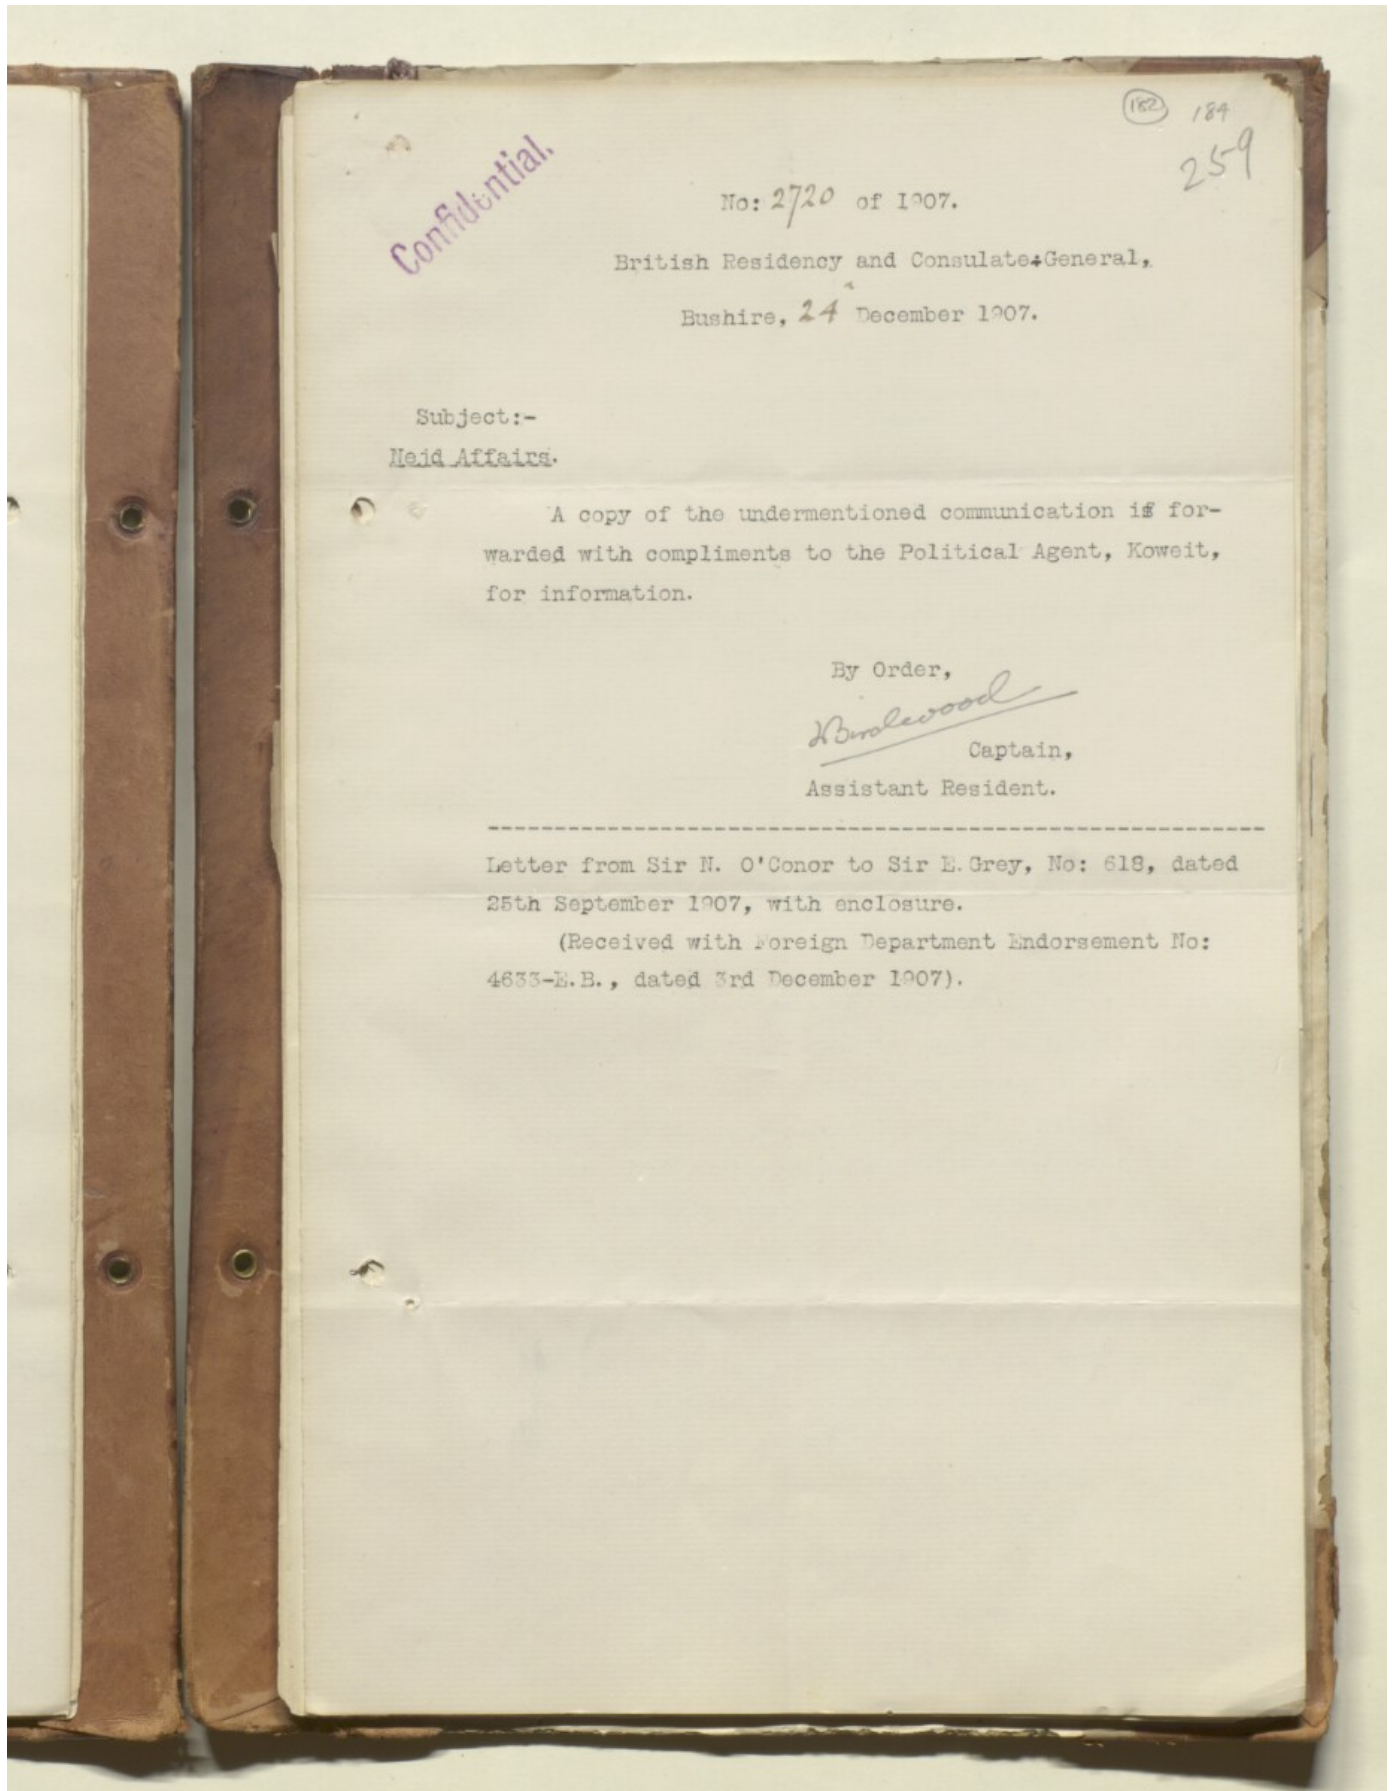 182 184
259
Confidential.
No: 2720 of 1907.
British Residency and Consulate-General,
Bushire, 24 December 1907.
Subject:-
Nejd Affairs.
A copy of the undermentioned communication is for-
warded with compliments to the Political Agent, Koweit,
for information.
By Order,
Birdwood
Captain,
Assistant Resident.
Letter from Sir N. O'Conor to Sir E. Grey, No: 618, dated
25th September 1907, with enclosure.
(Received with Foreign Department Endorsement No:
4633-E.B., dated 3rd December 1907).